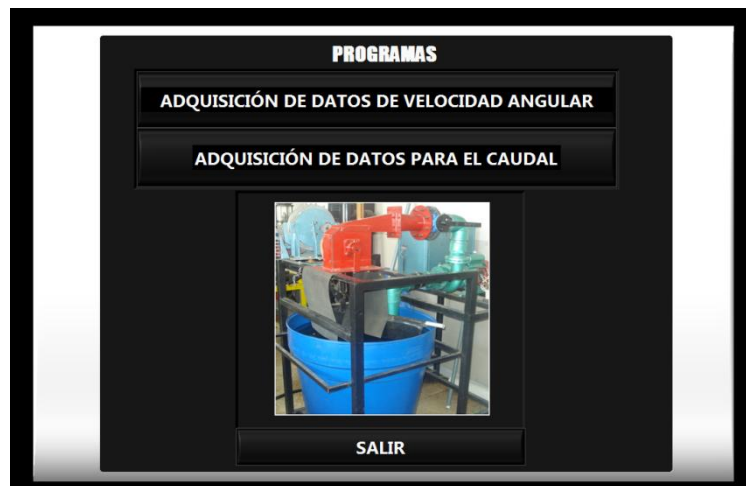 PROGRAMAS
ADQUISICIÓN DE DATOS DE VELOCIDAD ANGULAR
ADQUISICIÓN DE DATOS PARA EL CAUDAL
SALIR